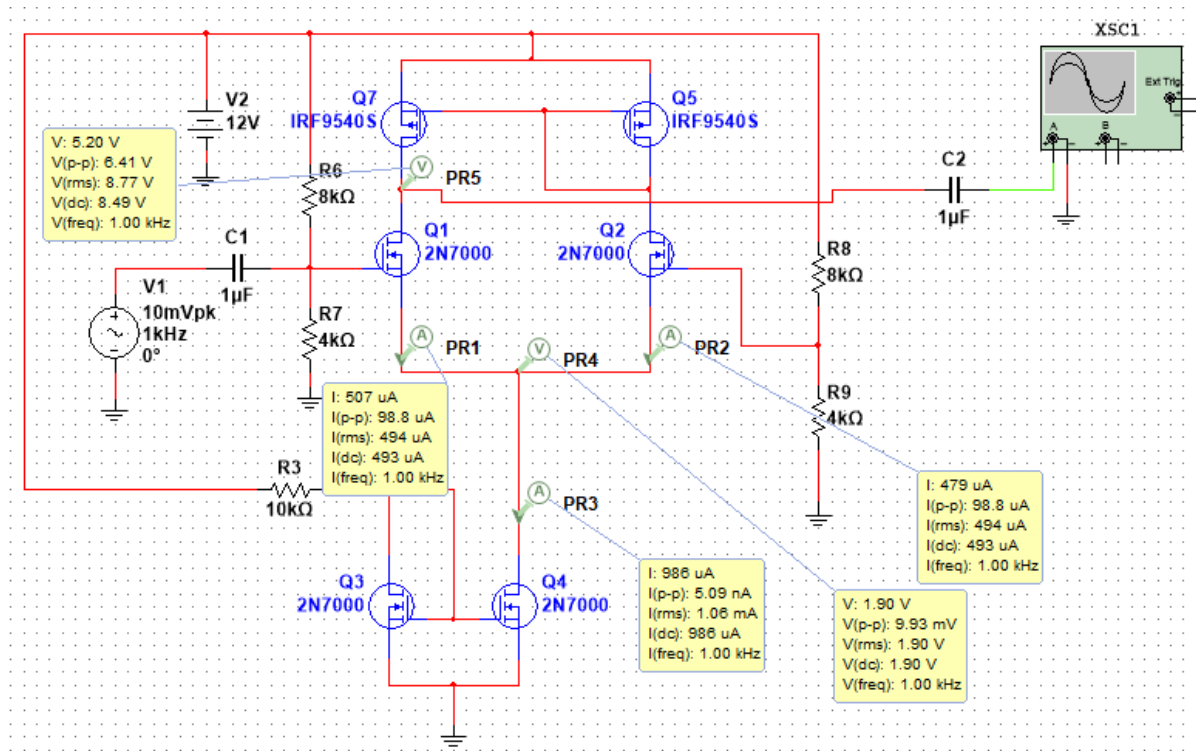 XSC1
Ext Trig
A
B
Q7
IRF9540S
Q5
IRF9540S
V2
12V
V: 5.20 V
V(p-p): 6.41 V
V(rms): 8.77 V
V(dc): 8.49 V
V(freq): 1.00 kHz
V
PR5
R6
8kΩ
C2
1µF
Q1
2N7000
Q2
2N7000
R8
8kΩ
C1
1µF
V1
10mVpk
1kHz
0°
R7
4kΩ
A
PR1
V
PR4
A
PR2
R9
4kΩ
I: 507 uA
I(p-p): 98.8 uA
I(rms): 494 uA
I(dc): 493 uA
I(freq): 1.00 kHz
R3
10kΩ
A
PR3
I: 479 uA
I(p-p): 98.8 uA
I(rms): 494 uA
I(dc): 493 uA
I(freq): 1.00 kHz
Q3
2N7000
Q4
2N7000
I: 986 uA
I(p-p): 5.09 nA
I(rms): 1.06 mA
I(dc): 986 uA
I(freq): 1.00 kHz
V: 1.90 V
V(p-p): 9.93 mV
V(rms): 1.90 V
V(dc): 1.90 V
V(freq): 1.00 kHz